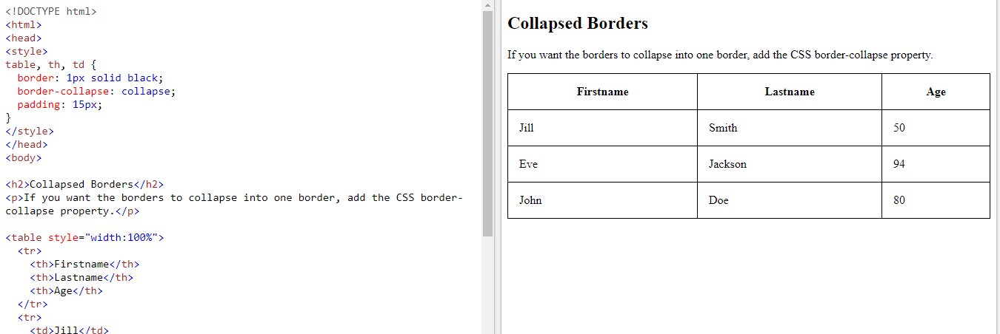 <!DOCTYPE html>
<html>
<head>
<style>
table, th, td {
  border: 1px solid black;
  border-collapse: collapse;
  padding: 15px;
}
</style>
</head>
<body>

<h2>Collapsed Borders</h2>
<p>If you want the borders to collapse into one border, add the CSS border-
collapse property.</p>

<table style="width:100%">
  <tr>
    <th>Firstname</th>
    <th>Lastname</th>
    <th>Age</th>
  </tr>
  <tr>
    <td>Jill</td>
Collapsed Borders
If you want the borders to collapse into one border, add the CSS border-collapse property.
Firstname Lastname Age
Jill Smith 50
Eve Jackson 94
John Doe 80